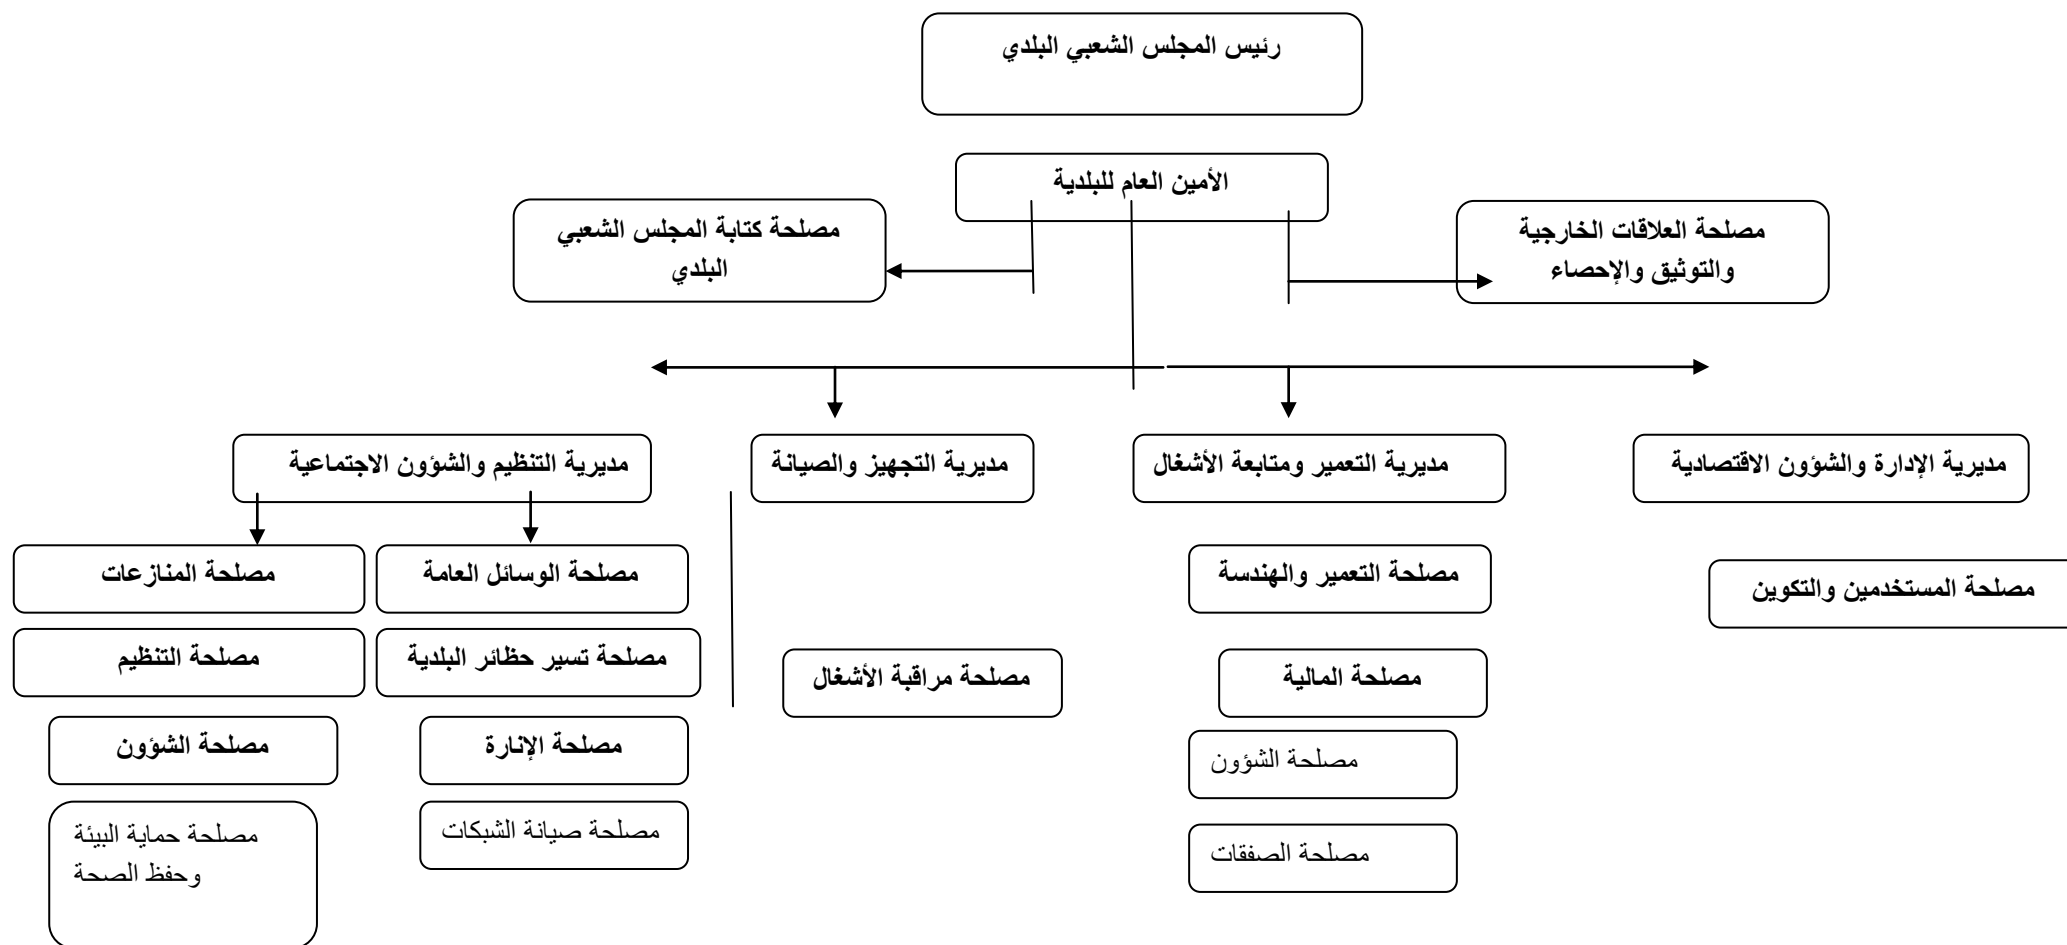 رئيس المجلس الشعبي البلدي
الأمين العام للبلدية
مصلحة العلاقات الخارجية
والتوثيق والإحصاء
مصلحة كتابة المجلس الشعبي
البلدي
مديرية الإدارة والشؤون الاقتصادية
مديرية التعمير ومتابعة الأشغال
مديرية التجهيز والصيانة
مديرية التنظيم والشؤون الاجتماعية
مصلحة المستخدمين والتكوين
مصلحة التعمير والهندسة
مصلحة الوسائل العامة
مصلحة المنازعات
مصلحة المالية
مصلحة مراقبة الأشغال
مصلحة تسير حظائر البلدية
مصلحة التنظيم
مصلحة الشؤون
مصلحة الإنارة
مصلحة الشؤون
مصلحة الصفقات
مصلحة صيانة الشبكات
مصلحة حماية البيئة
وحفظ الصحة